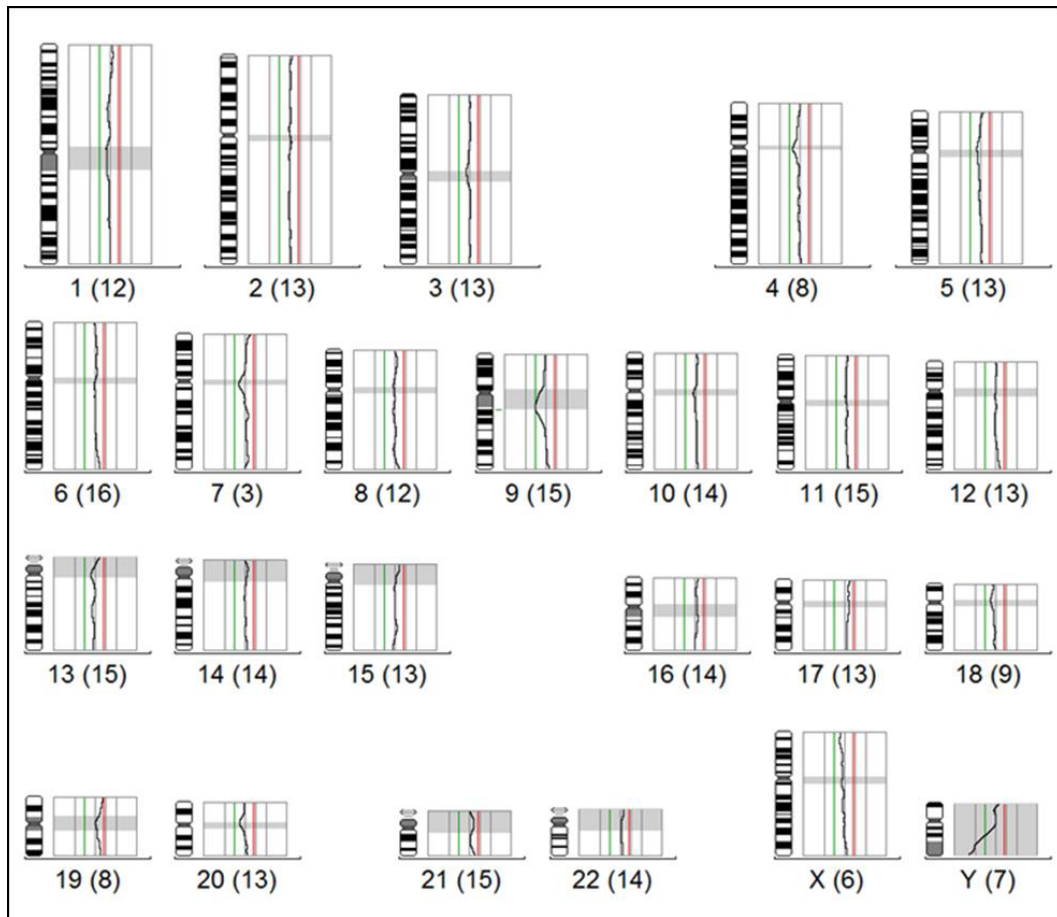 1 (12) 2 (13) 3 (13) 4 (8) 5 (13)
6 (16) 7 (3) 8 (12) 9 (15) 10 (14) 11 (15) 12 (13)
13 (15) 14 (14) 15 (13) 16 (14) 17 (13) 18 (9)
19 (8) 20 (13) 21 (15) 22 (14) X (6) Y (7)